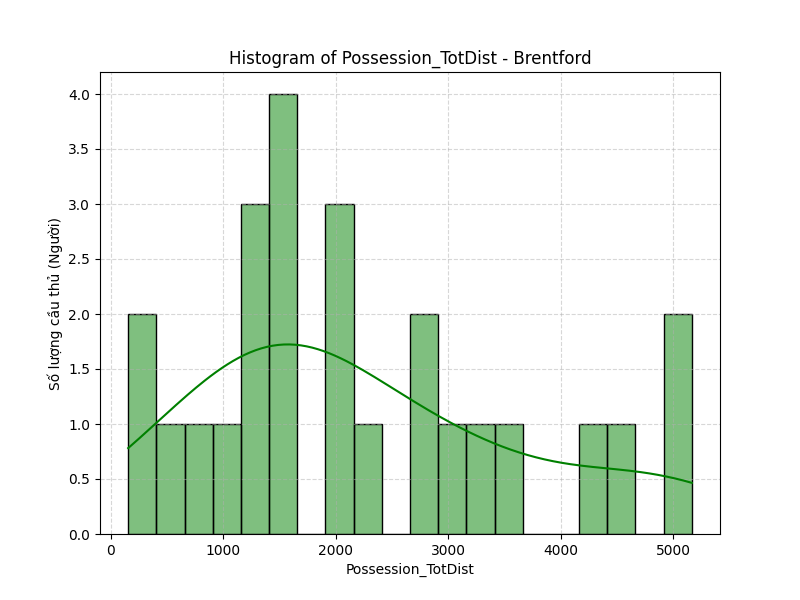 Histogram of Possession_TotDist - Brentford
Số lượng cầu thủ (Người)
4.0
3.5
3.0
2.5
2.0
1.5
1.0
0.5
0.0
0 1000 2000 3000 4000 5000
Possession_TotDist